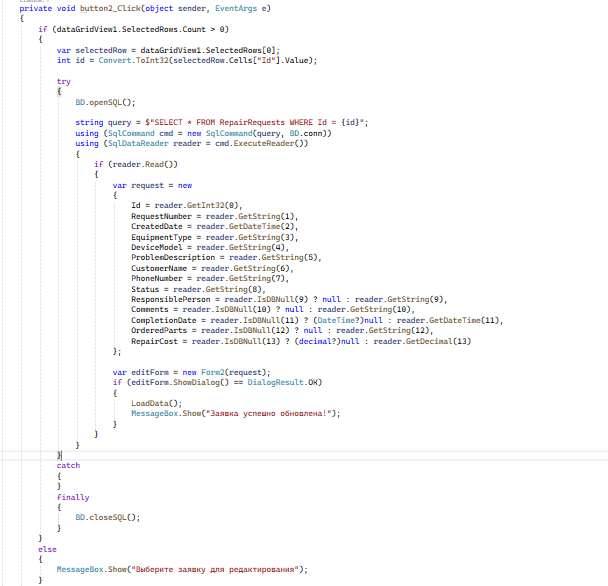 private void button2_Click(object sender, EventArgs e)
{
if (dataGridView1.SelectedRows.Count > 0)
{
var selectedRow = dataGridView1.SelectedRows[0];
int id = Convert.ToInt32(selectedRow.Cells["Id"].Value);
try
{
BD.openSQL();
string query = $"SELECT * FROM RepairRequests WHERE Id = {id}";
using (SqlCommand cmd = new SqlCommand(query, BD.conn))
using (SqlDataReader reader = cmd.ExecuteReader())
{
if (reader.Read())
{
var request = new
{
Id = reader.GetInt32(0),
RequestNumber = reader.GetString(1),
CreatedDate = reader.GetDateTime(2),
EquipmentType = reader.GetString(3),
DeviceModel = reader.GetString(4),
ProblemDescription = reader.GetString(5),
CustomerName = reader.GetString(6),
PhoneNumber = reader.GetString(7),
Status = reader.GetString(8),
ResponsiblePerson = reader.IsDBNull(9) ? null : reader.GetString(9),
Comments = reader.IsDBNull(10) ? null : reader.GetString(10),
CompletionDate = reader.IsDBNull(11) ? (DateTime?)null : reader.GetDateTime(11),
OrderedParts = reader.IsDBNull(12) ? null : reader.GetString(12),
RepairCost = reader.IsDBNull(13) ? (decimal?)null : reader.GetDecimal(13)
};
var editForm = new Form2(request);
if (editForm.ShowDialog() == DialogResult.OK)
{
LoadData();
MessageBox.Show("Заявка успешно обновлена!");
}
}
}
}
catch
{
}
finally
{
BD.closeSQL();
}
}
else
{
MessageBox.Show("Выберите заявку для редактирования");
}